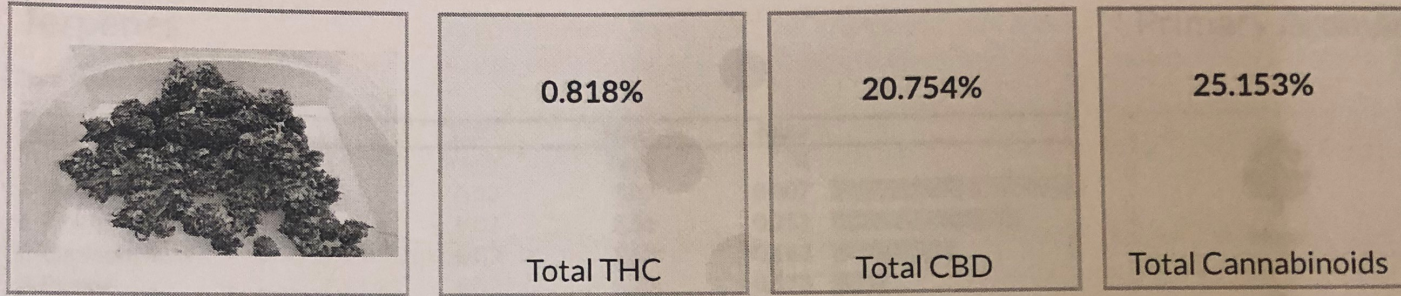 0.818%
20.754%
25.153%
Total THC
Total CBD
Total Cannabinoids